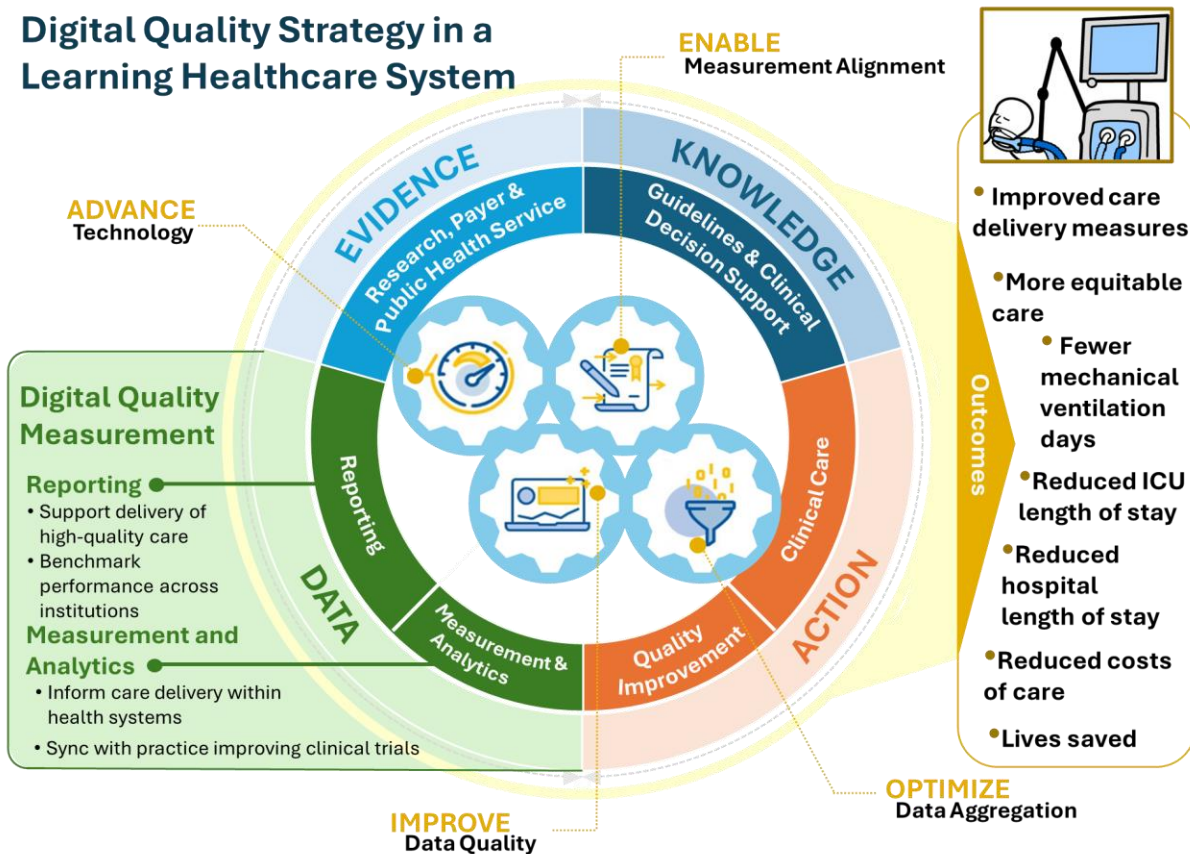 Digital Quality Strategy in a
Learning Healthcare System
ENABLE
Measurement Alignment
ADVANCE
Technology
EVIDENCE
KNOWLEDGE
Research, Payer &
Public Health Service
Guidelines & Clinical
Decision Support
Digital Quality
Measurement
Reporting
• Support delivery of
high-quality care
• Benchmark
performance across
institutions
Measurement and
Analytics
• Inform care delivery within
health systems
• Sync with practice improving clinical trials
DATA
Reporting
Measurement &
Analytics
Quality
Improvement
Clinical Care
ACTION
IMPROVE
Data Quality
OPTIMIZE
Data Aggregation
Outcomes
• Improved care
delivery measures
• More equitable
care
• Fewer
mechanical
ventilation
days
• Reduced ICU
length of stay
• Reduced
hospital
length of stay
• Reduced costs
of care
• Lives saved